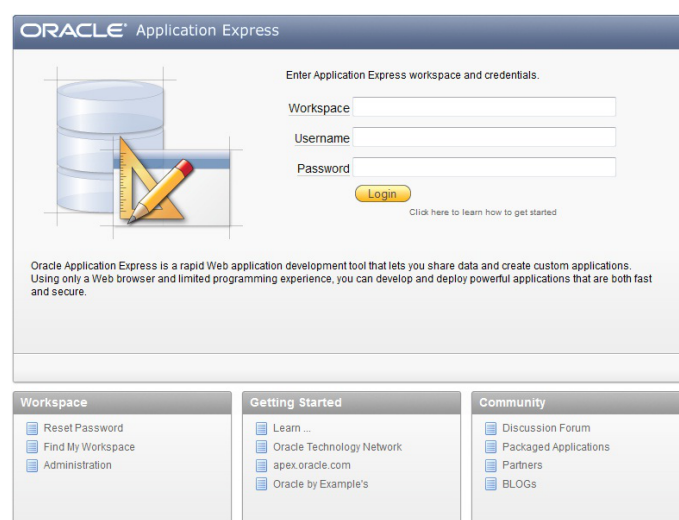 ORACLE Application Express
Enter Application Express workspace and credentials.
Workspace
Username
Password
Login
Click here to learn how to get started
Oracle Application Express is a rapid Web application development tool that lets you share data and create custom applications.
Using only a Web browser and limited programming experience, you can develop and deploy powerful applications that are both fast
and secure.
Workspace
Reset Password
Find My Workspace
Administration
Getting Started
Learn ...
Oracle Technology Network
apex.oracle.com
Oracle by Example's
Community
Discussion Forum
Packaged Applications
Partners
BLOGs